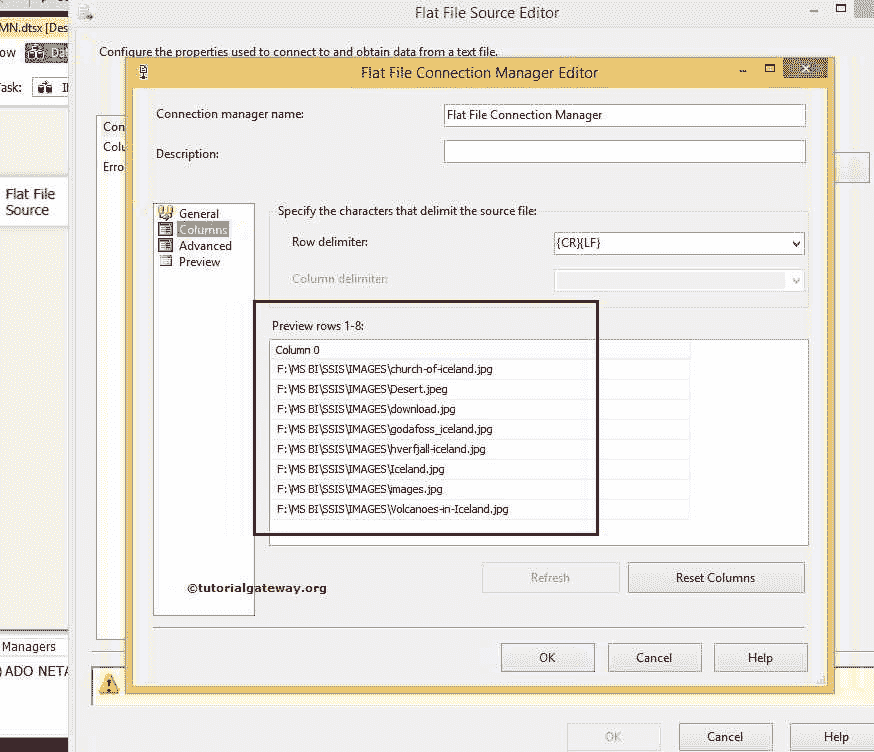 Flat File Source Editor
MN.dtsx [Des
ow Da
Configure the properties used to connect to and obtain data from a text file.
Flat File Connection Manager Editor
ask:
Connection manager name: Flat File Connection Manager
Con
Colu
Description:
Erro
Flat File
Source
General
Columns
Advanced
Preview
Specify the characters that delimit the source file:
Row delimiter: {CR}{LF}
Column delimiter:
Preview rows 1-8:
Column 0
F:\MS BI\SSIS\IMAGES\church-of-iceland.jpg
F:\MS BI\SSIS\IMAGES\Desert.jpeg
F:\MS BI\SSIS\IMAGES\download.jpg
F:\MS BI\SSIS\IMAGES\godafoss_iceland.jpg
F:\MS BI\SSIS\IMAGES\hverfjall-iceland.jpg
F:\MS BI\SSIS\IMAGES\Iceland.jpg
F:\MS BI\SSIS\IMAGES\images.jpg
F:\MS BI\SSIS\IMAGES\Volcanoes-in-Iceland.jpg
Refresh Reset Columns
©tutorialgateway.org
Managers
OK Cancel Help
) ADO NETA
OK Cancel Help